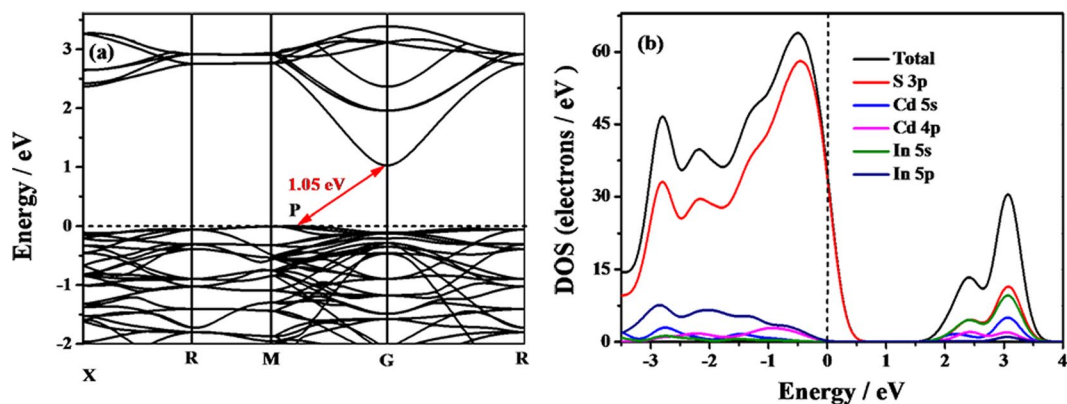 (a)
Energy / eV
3
2
1
0
-1
-2
1.05 eV
P
X
R
M
G
R
(b)
DOS (electrons / eV)
60
45
30
15
0
Total
S 3p
Cd 5s
Cd 4p
In 5s
In 5p
-3 -2 -1 0 1 2 3 4
Energy / eV